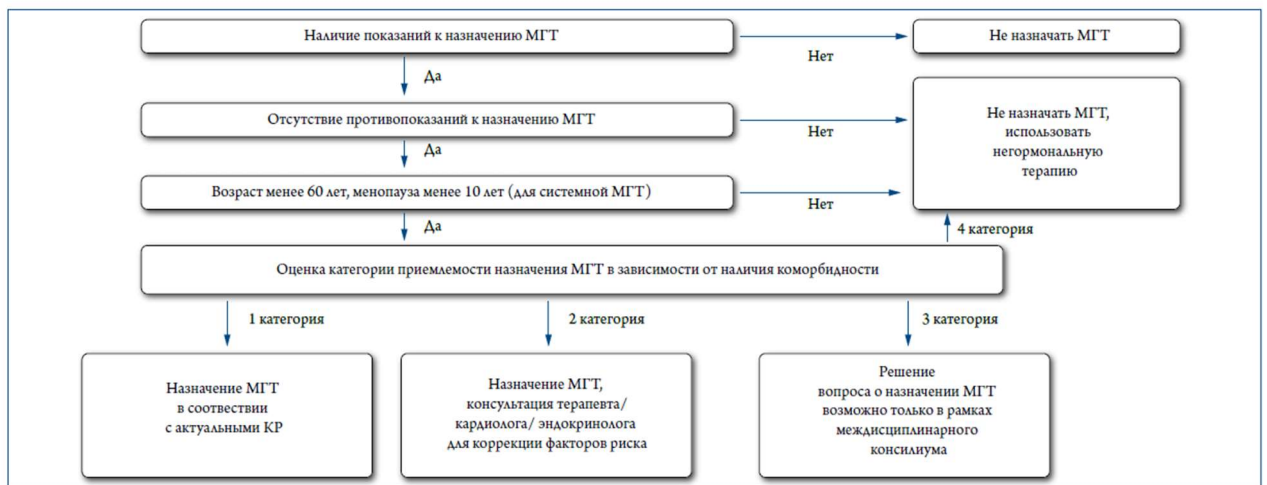 Наличие показаний к назначению МГТ
Нет
Не назначать МГТ
Да
Отсутствие противопоказаний к назначению МГТ
Нет
Не назначать МГТ,
использовать
негормональную
терапию
Да
Возраст менее 60 лет, менопауза менее 10 лет (для системной МГТ)
Нет
Да
4 категория
Оценка категории приемлемости назначения МГТ в зависимости от наличия коморбидности
1 категория
2 категория
3 категория
Назначение МГТ
в соотвествии
с актуальными КР
Назначение МГТ,
консультация терапевта/
кардиолога/ эндокринолога
для коррекции факторов риска
Решение
вопроса о назначении МГТ
возможно только в рамках
междисциплинарного
консилиума